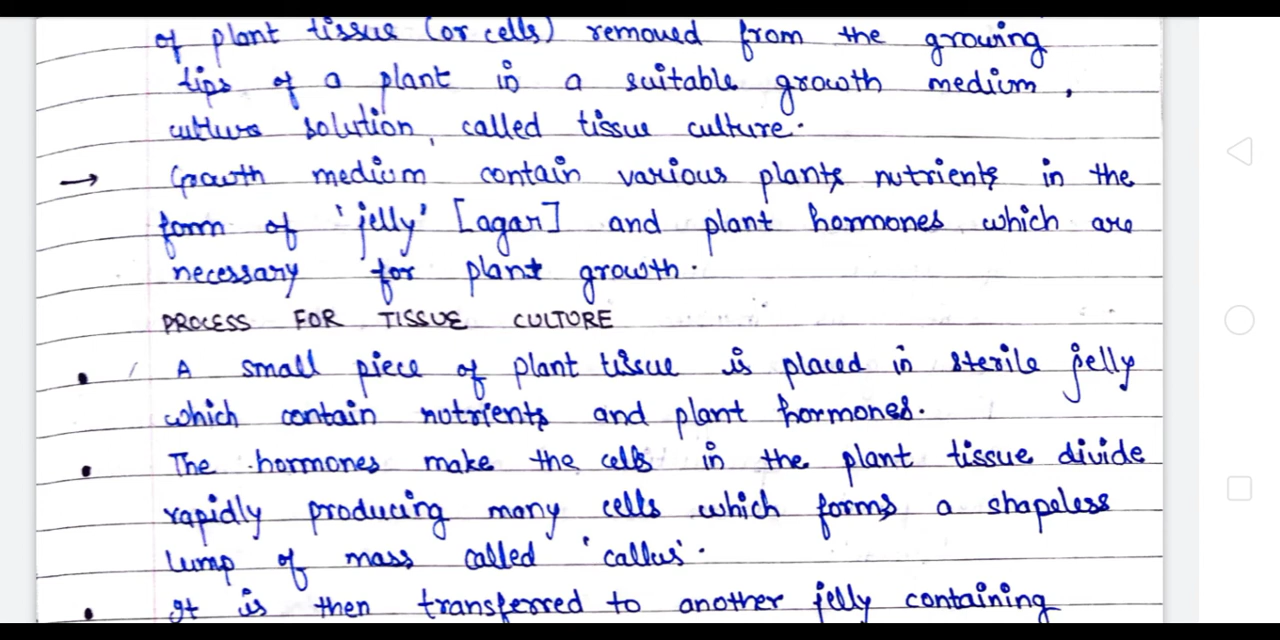 of plant tissue (or cells) removed from the growing
tips of a plant in a suitable growth medium,
culture solution, called tissue culture.
→ Growth medium contain various plants nutrients in the
form of 'jelly' [agar] and plant hormones which are
necessary for plant growth.
PROCESS FOR TISSUE CULTURE
• A small piece of plant tissue is placed in sterile jelly
which contain nutrients and plant hormones.
• The hormones make the cells in the plant tissue divide
rapidly producing many cells which forms a shapeless
lump of mass called 'callus'.
• It is then transferred to another jelly containing